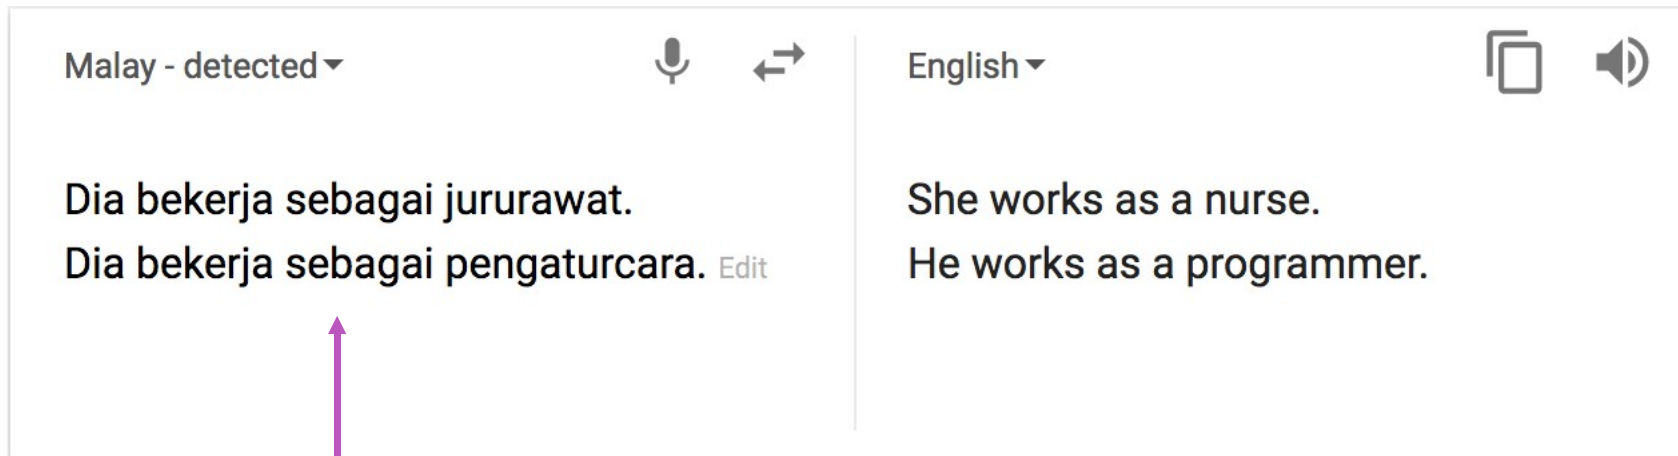 Malay - detected
English
Dia bekerja sebagai jururawat.
Dia bekerja sebagai pengaturcara. Edit
She works as a nurse.
He works as a programmer.